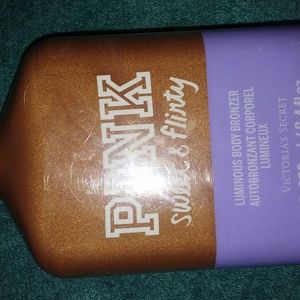 PINK
sweet & flirty
LUMINOUS BODY BRONZER
AUTOBRONZANT CORPOREL
LUMINEUX
VICTORIA'S SECRET